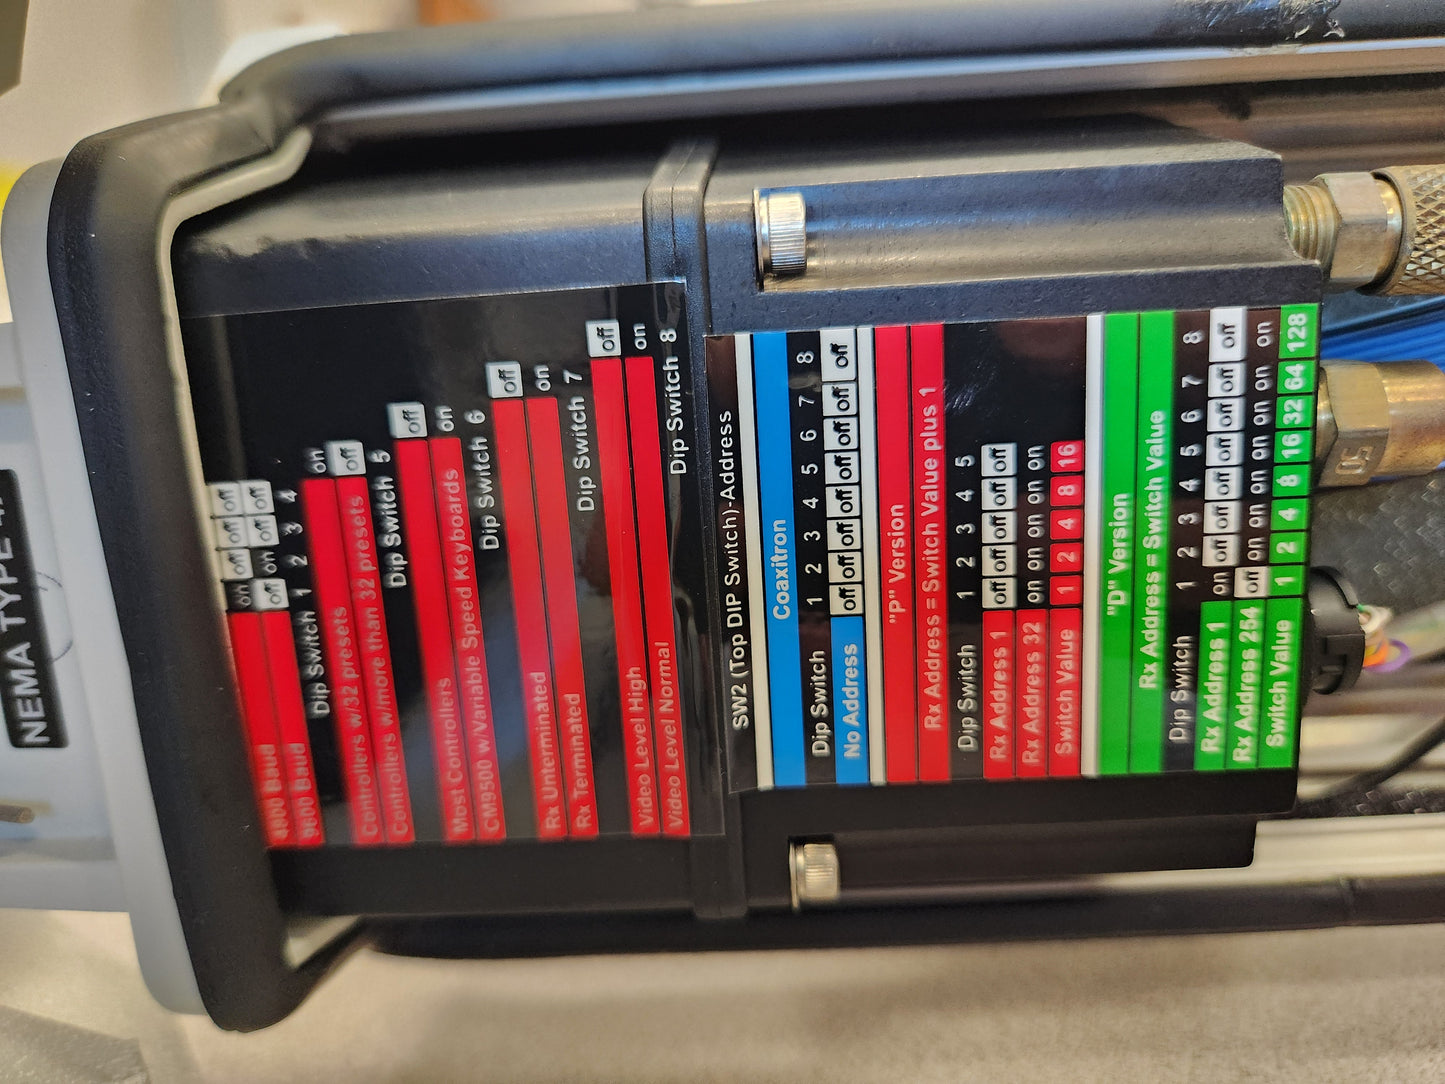 NEMA TYPE 4
4800 Baud on off off off
9600 Baud off on off off
Dip Switch 1 2 3 4
Controllers w/32 presets on
Controllers w/more than 32 presets off
Dip Switch 5
Most Controllers off
CM9500 w/Variable Speed Keyboards on
Dip Switch 6
Rx Unterminated off
Rx Terminated on
Dip Switch 7
Video Level High off
Video Level Normal on
Dip Switch 8
SW2 (Top DIP Switch)-Address
Coaxitron
Dip Switch 1 2 3 4 5 6 7 8
No Address off off off off off off off off
"P" Version
Rx Address = Switch Value plus 1
Dip Switch 1 2 3 4 5
Rx Address 1 off off off off off
Rx Address 32 on on on on on
Switch Value 1 2 4 8 16
"D" Version
Rx Address = Switch Value
Dip Switch 1 2 3 4 5 6 7 8
Rx Address 1 on off off off off off off off
Rx Address 254 off on on on on on on on
Switch Value 1 2 4 8 16 32 64 128